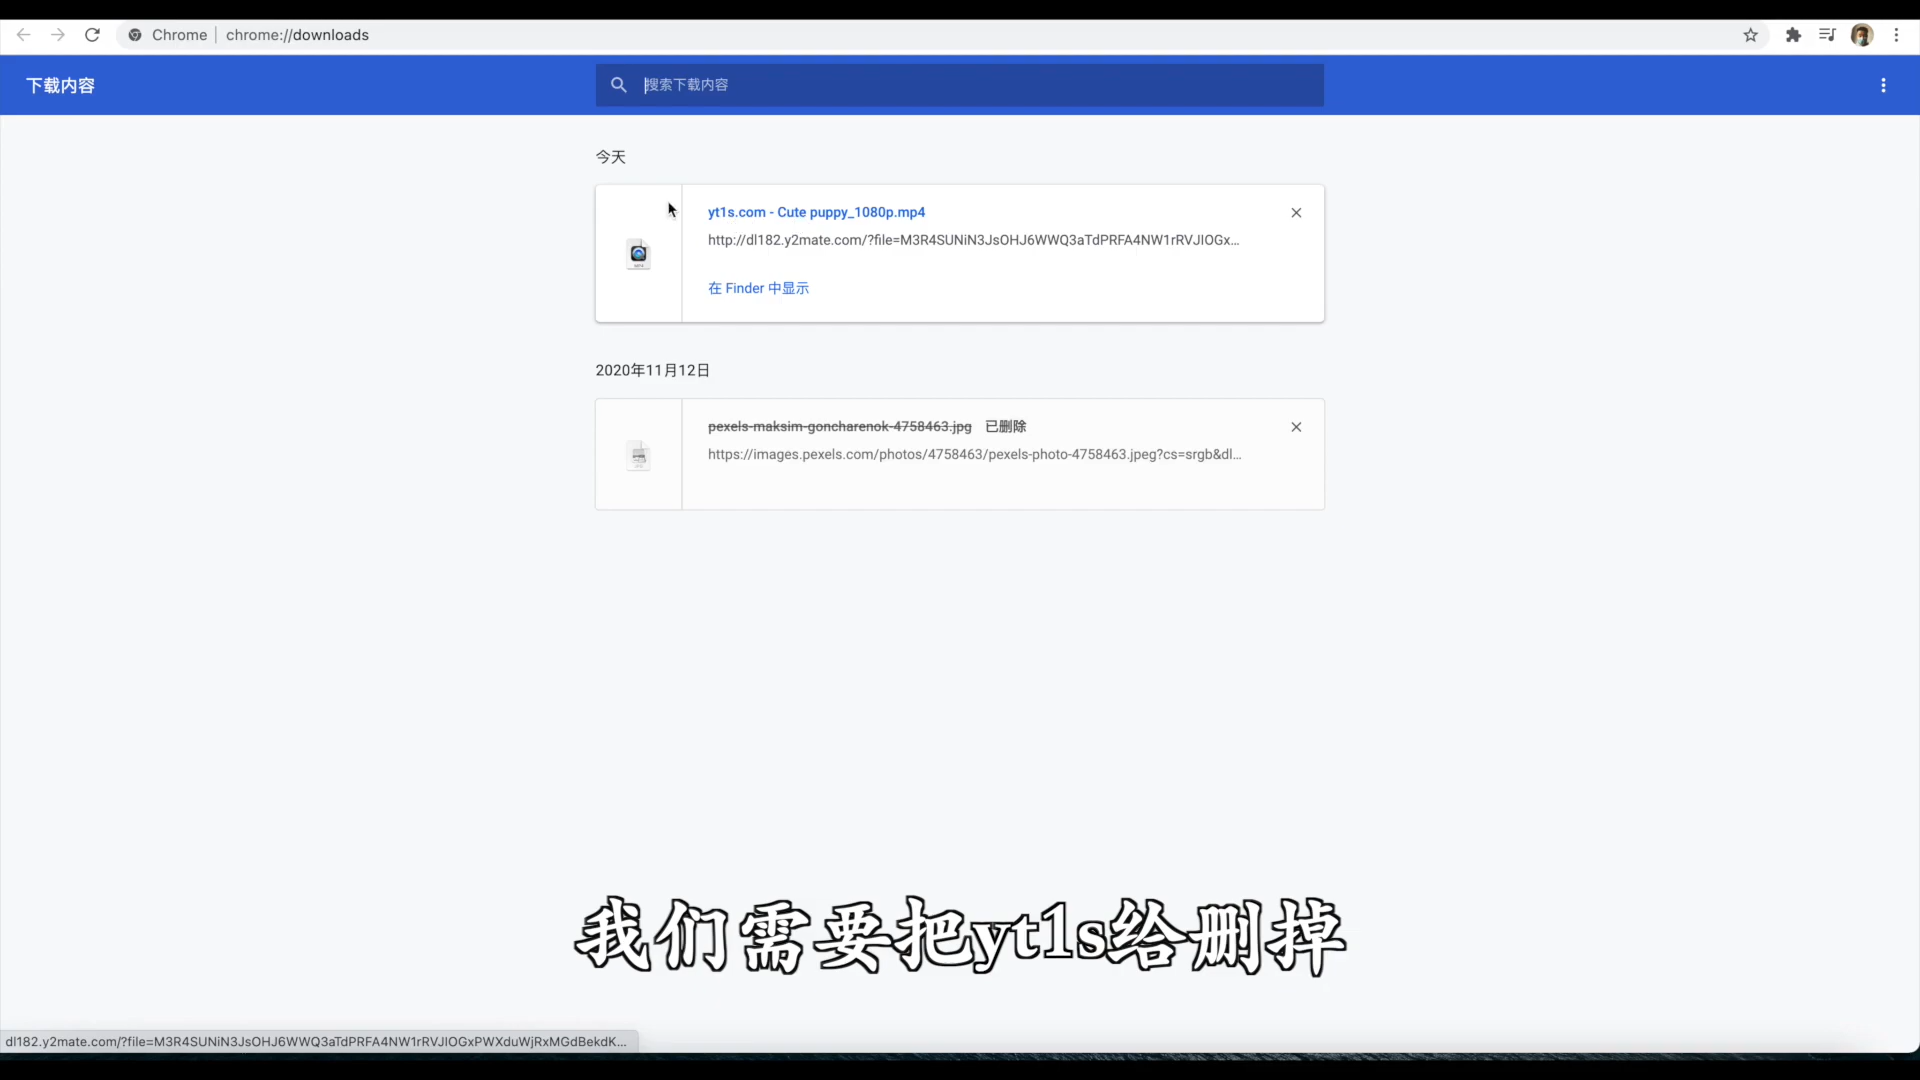 Chrome | chrome://downloads
下载内容
搜索下载内容
今天
yt1s.com - Cute puppy_1080p.mp4
http://dl182.y2mate.com/?file=M3R4SUNiN3JsOHJ6WWQ3aTdPRFA4NW1rRVJIOGx...
在 Finder 中显示
2020年11月12日
pexels-maksim-goncharenok-4758463.jpg 已删除
https://images.pexels.com/photos/4758463/pexels-photo-4758463.jpeg?cs=srgb&dl...
我们需要把yt1s给删掉
dl182.y2mate.com/?file=M3R4SUNiN3JsOHJ6WWQ3aTdPRFA4NW1rRVJIOGxPWXduWjRxMGdBekdK...